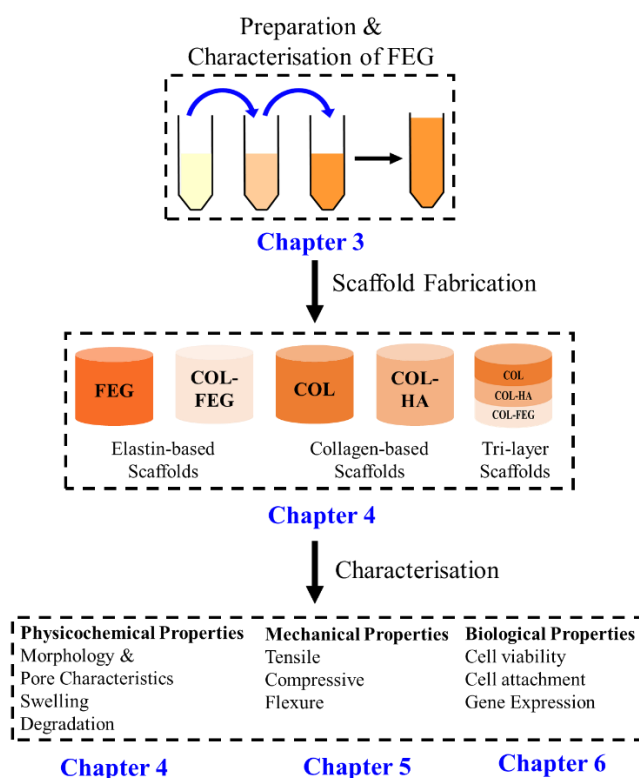 Preparation &
Characterisation of FEG
Chapter 3
Scaffold Fabrication
FEG
COL-
FEG
COL
COL-
HA
COL
COL-HA
COL-FEG
Elastin-based
Scaffolds
Collagen-based
Scaffolds
Tri-layer
Scaffolds
Chapter 4
Characterisation
Physicochemical Properties
Morphology &
Pore Characteristics
Swelling
Degradation
Mechanical Properties
Tensile
Compressive
Flexure
Biological Properties
Cell viability
Cell attachment
Gene Expression
Chapter 4
Chapter 5
Chapter 6